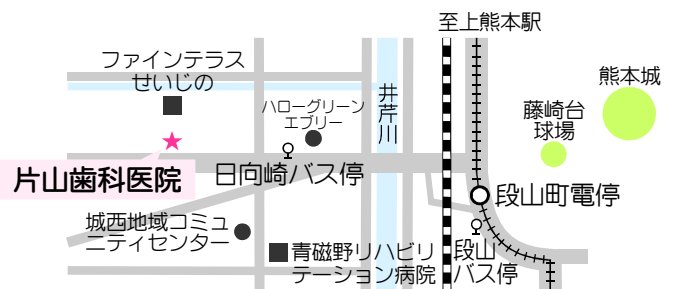 至上熊本駅
ファインテラス
せいじの
熊本城
井芹川
ハローグリーン
エブリー
藤崎台
球場
片山歯科医院
日向崎バス停
段山町電停
城西地域コミュ
ニティセンター
青磁野リハビリ
テーション病院
段山
バス停